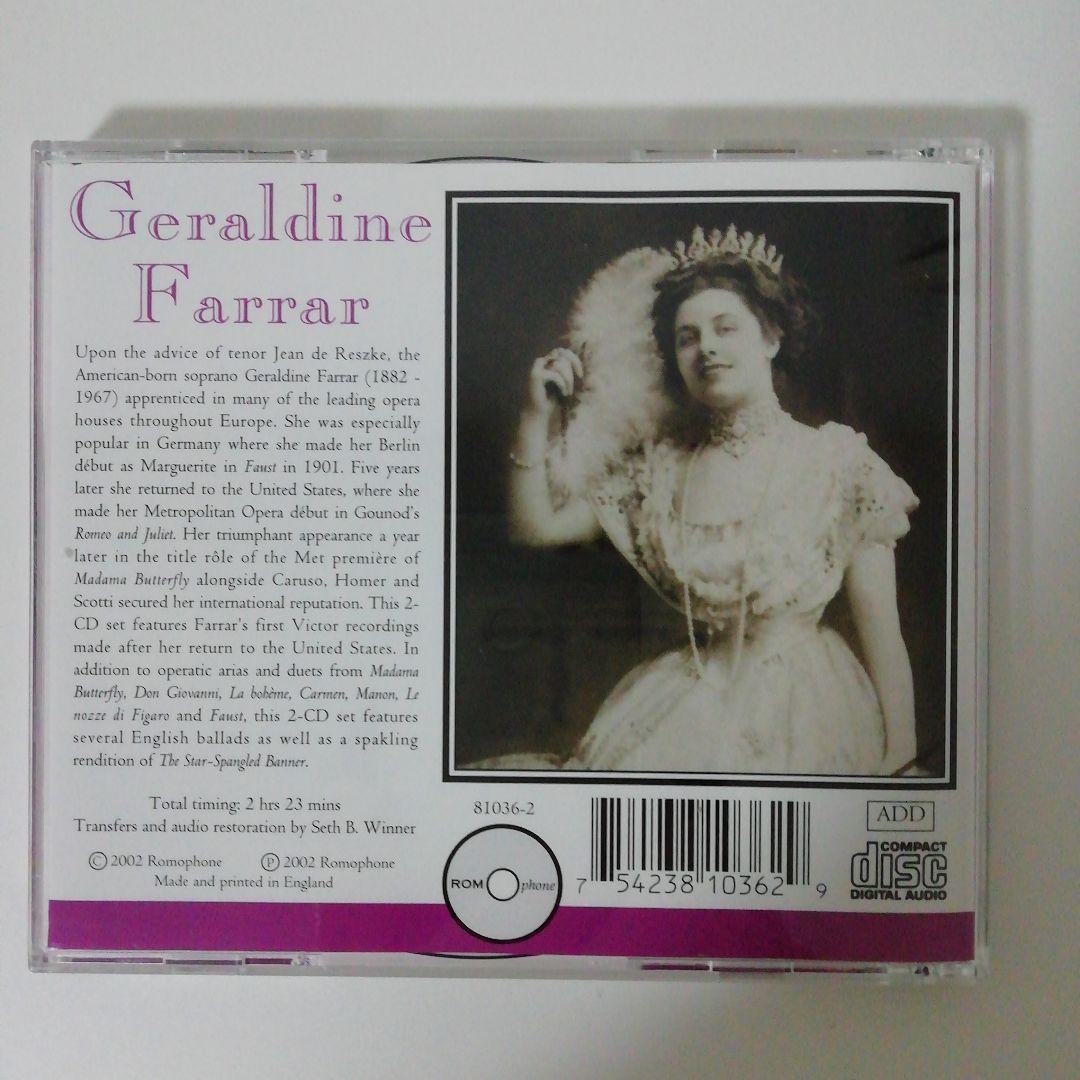 Geraldine
Farrar
Upon the advice of tenor Jean de Reszke, the
American-born soprano Geraldine Farrar (1882 -
1967) apprenticed in many of the leading opera
houses throughout Europe. She was especially
popular in Germany where she made her Berlin
début as Marguerite in Faust in 1901. Five years
later she returned to the United States, where she
made her Metropolitan Opera début in Gounod's
Romeo and Juliet. Her triumphant appearance a year
later in the title rôle of the Met première of
Madama Butterfly alongside Caruso, Homer and
Scotti secured her international reputation. This 2-
CD set features Farrar's first Victor recordings
made after her return to the United States. In
addition to operatic arias and duets from Madama
Butterfly, Don Giovanni, La bohème, Carmen, Manon, Le
nozze di Figaro and Faust, this 2-CD set features
several English ballads as well as a spakling
rendition of The Star-Spangled Banner.
Total timing: 2 hrs 23 mins
Transfers and audio restoration by Seth B. Winner
© 2002 Romophone ℗ 2002 Romophone
Made and printed in England
81036-2
ROMOphone
7 54238 10362 9
ADD
COMPACT
disc
DIGITAL AUDIO